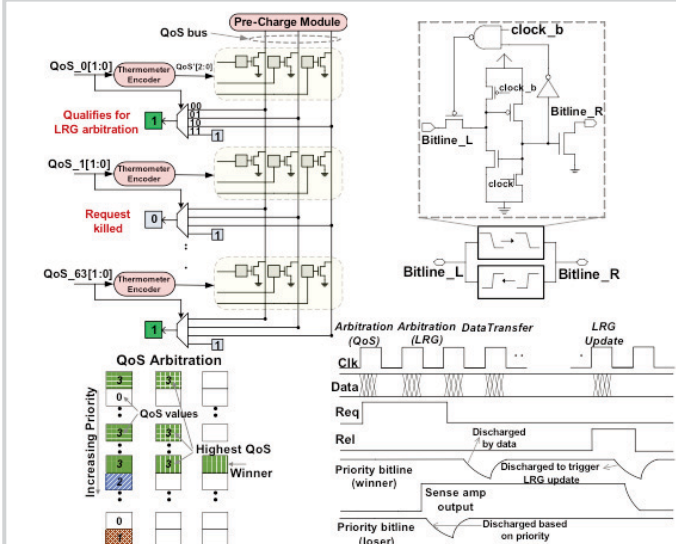 Pre-Charge Module
QoS bus
QoS_0[1:0]
Thermometer
Encoder
QoS'[2:0]
Qualifies for
LRG arbitration
1
00
01
10
11
1
QoS_1[1:0]
Thermometer
Encoder
Request
killed
0
1
QoS_63[1:0]
Thermometer
Encoder
1
1
clock_b
clock_b
Bitline_R
Bitline_L
clock
Bitline_L
Bitline_R
QoS Arbitration
Increasing Priority
3
3
0
QoS values
3
3
Highest QoS
3
3
Winner
2
0
1
Arbitration
(QoS)
Arbitration
(LRG)
DataTransfer
LRG
Update
Clk
Data
Req
Rel
Discharged
by data
Priority bitline
(winner)
Discharged to trigger
LRG update
Sense amp
output
Priority bitline
(loser)
Discharged based
on priority